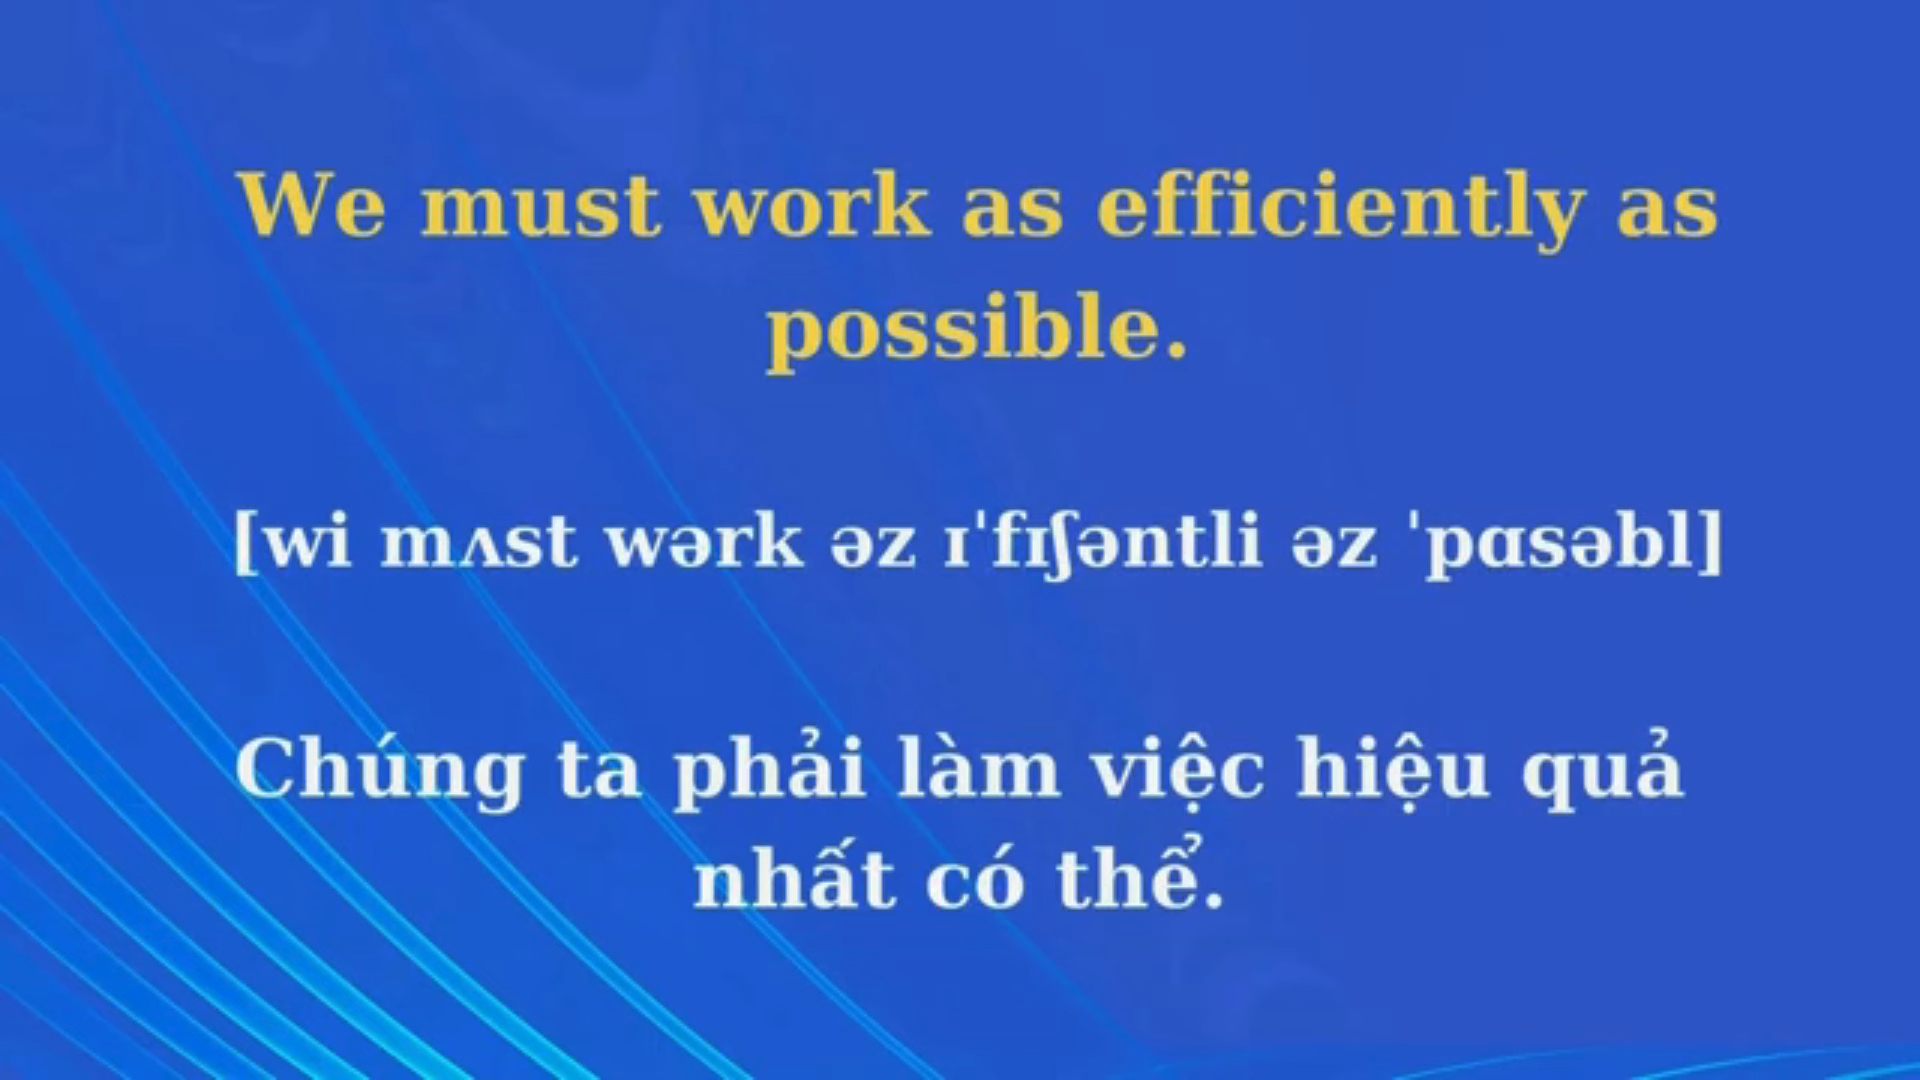 We must work as efficiently as
possible.
[wi mʌst wərk əz ɪˈfɪʃəntli əz ˈpɑsəbl]
Chúng ta phải làm việc hiệu quả
nhất có thể.